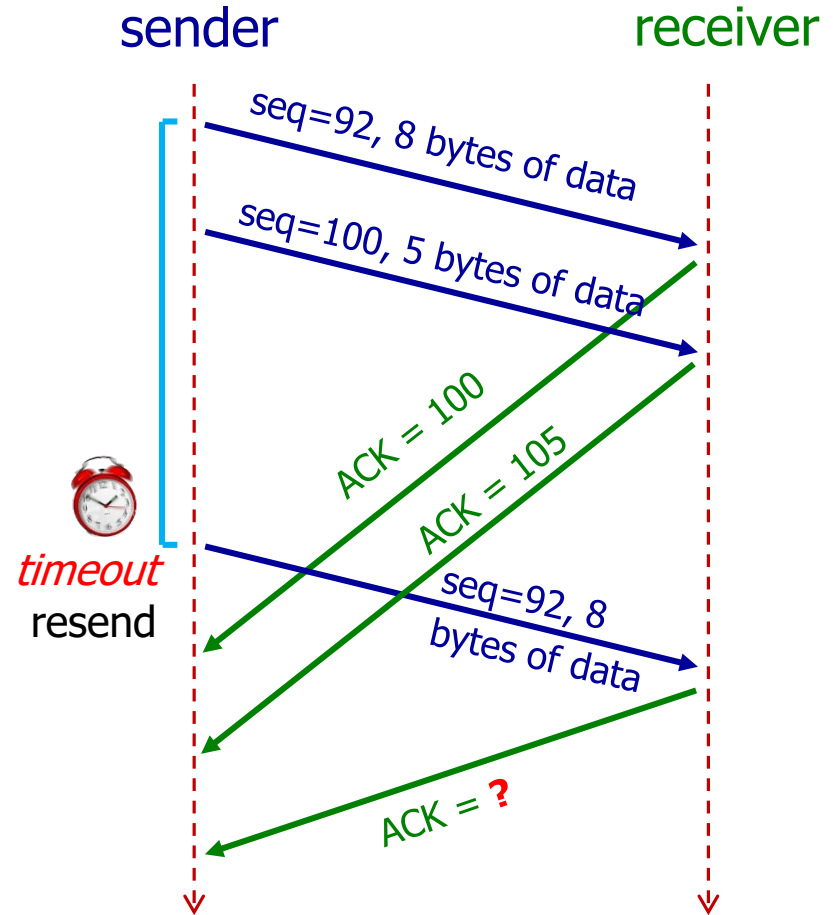 sender
receiver
seq=92, 8 bytes of data
seq=100, 5 bytes of data
ACK = 100
ACK = 105
timeout
resend
seq=92, 8
bytes of data
ACK = ?